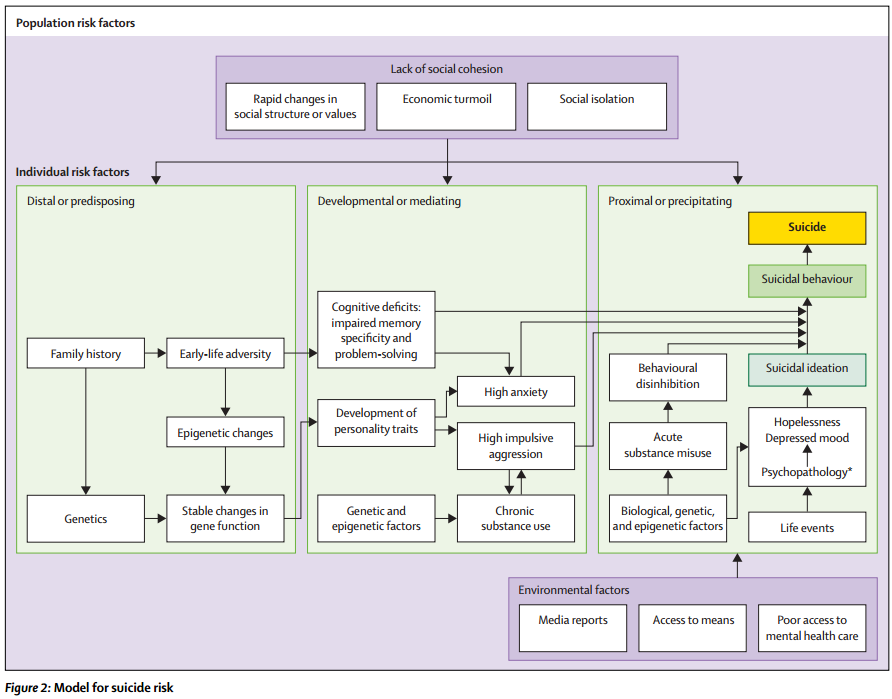 Population risk factors
Lack of social cohesion
Rapid changes in
social structure or values
Economic turmoil
Social isolation
Individual risk factors
Distal or predisposing
Family history
Early-life adversity
Epigenetic changes
Genetics
Stable changes in
gene function
Developmental or mediating
Cognitive deficits:
impaired memory
specificity and
problem-solving
High anxiety
Development of
personality traits
High impulsive
aggression
Genetic and
epigenetic factors
Chronic
substance use
Proximal or precipitating
Suicide
Suicidal behaviour
Suicidal ideation
Behavioural
disinhibition
Hopelessness
Depressed mood
Psychopathology*
Acute
substance misuse
Biological, genetic,
and epigenetic factors
Life events
Environmental factors
Media reports
Access to means
Poor access to
mental health care
Figure 2: Model for suicide risk